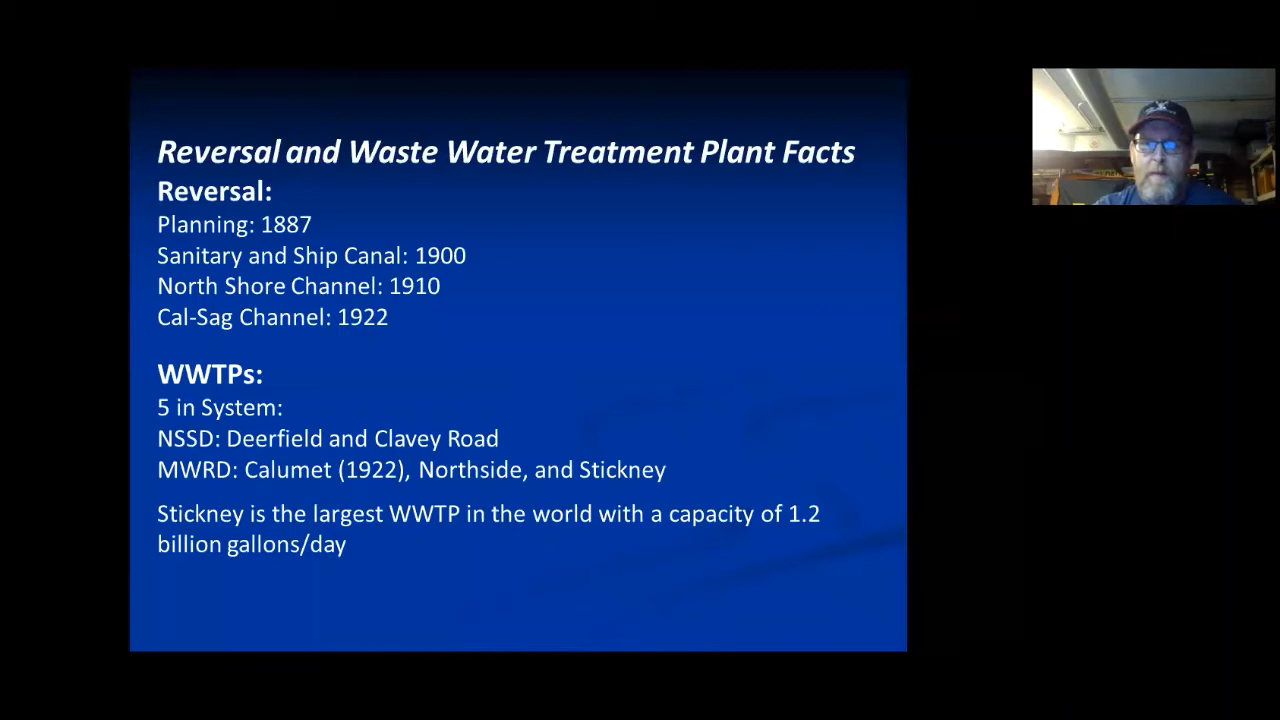 Reversal and Waste Water Treatment Plant Facts
Reversal:
Planning: 1887
Sanitary and Ship Canal: 1900
North Shore Channel: 1910
Cal-Sag Channel: 1922
WWTPs:
5 in System:
NSSD: Deerfield and Clavey Road
MWRD: Calumet (1922), Northside, and Stickney
Stickney is the largest WWTP in the world with a capacity of 1.2
billion gallons/day